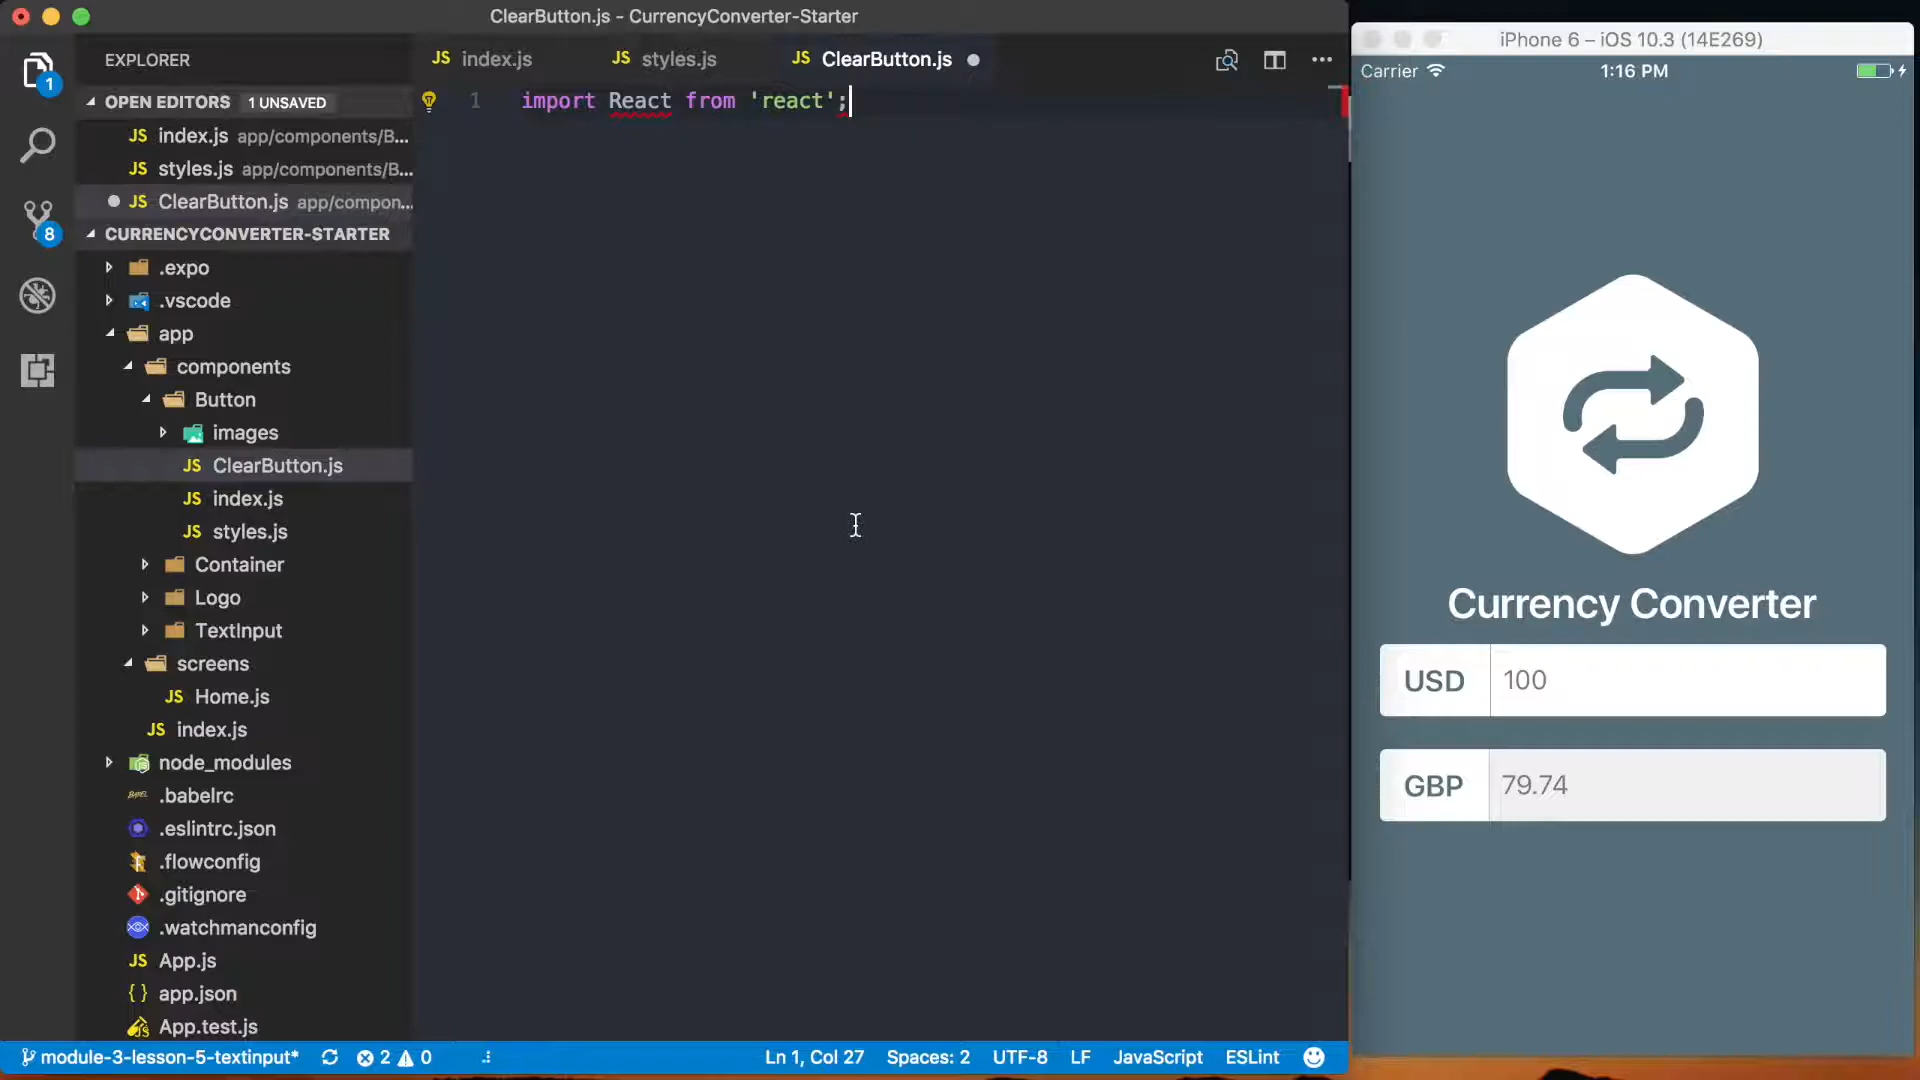 ClearButton.js - CurrencyConverter-Starter
EXPLORER
OPEN EDITORS 1 UNSAVED
JS index.js app/components/B...
JS styles.js app/components/B...
JS ClearButton.js app/compon...
CURRENCYCONVERTER-STARTER
.expo
.vscode
app
components
Button
images
JS ClearButton.js
JS index.js
JS styles.js
Container
Logo
TextInput
screens
JS Home.js
JS index.js
node_modules
.babelrc
.eslintrc.json
.flowconfig
.gitignore
.watchmanconfig
JS App.js
{ } app.json
App.test.js
1
8
JS index.js
JS styles.js
JS ClearButton.js
1 import React from 'react';
module-3-lesson-5-textinput* 2 0
Ln 1, Col 27 Spaces: 2 UTF-8 LF JavaScript ESLint
iPhone 6 – iOS 10.3 (14E269)
Carrier 1:16 PM
Currency Converter
USD 100
GBP 79.74